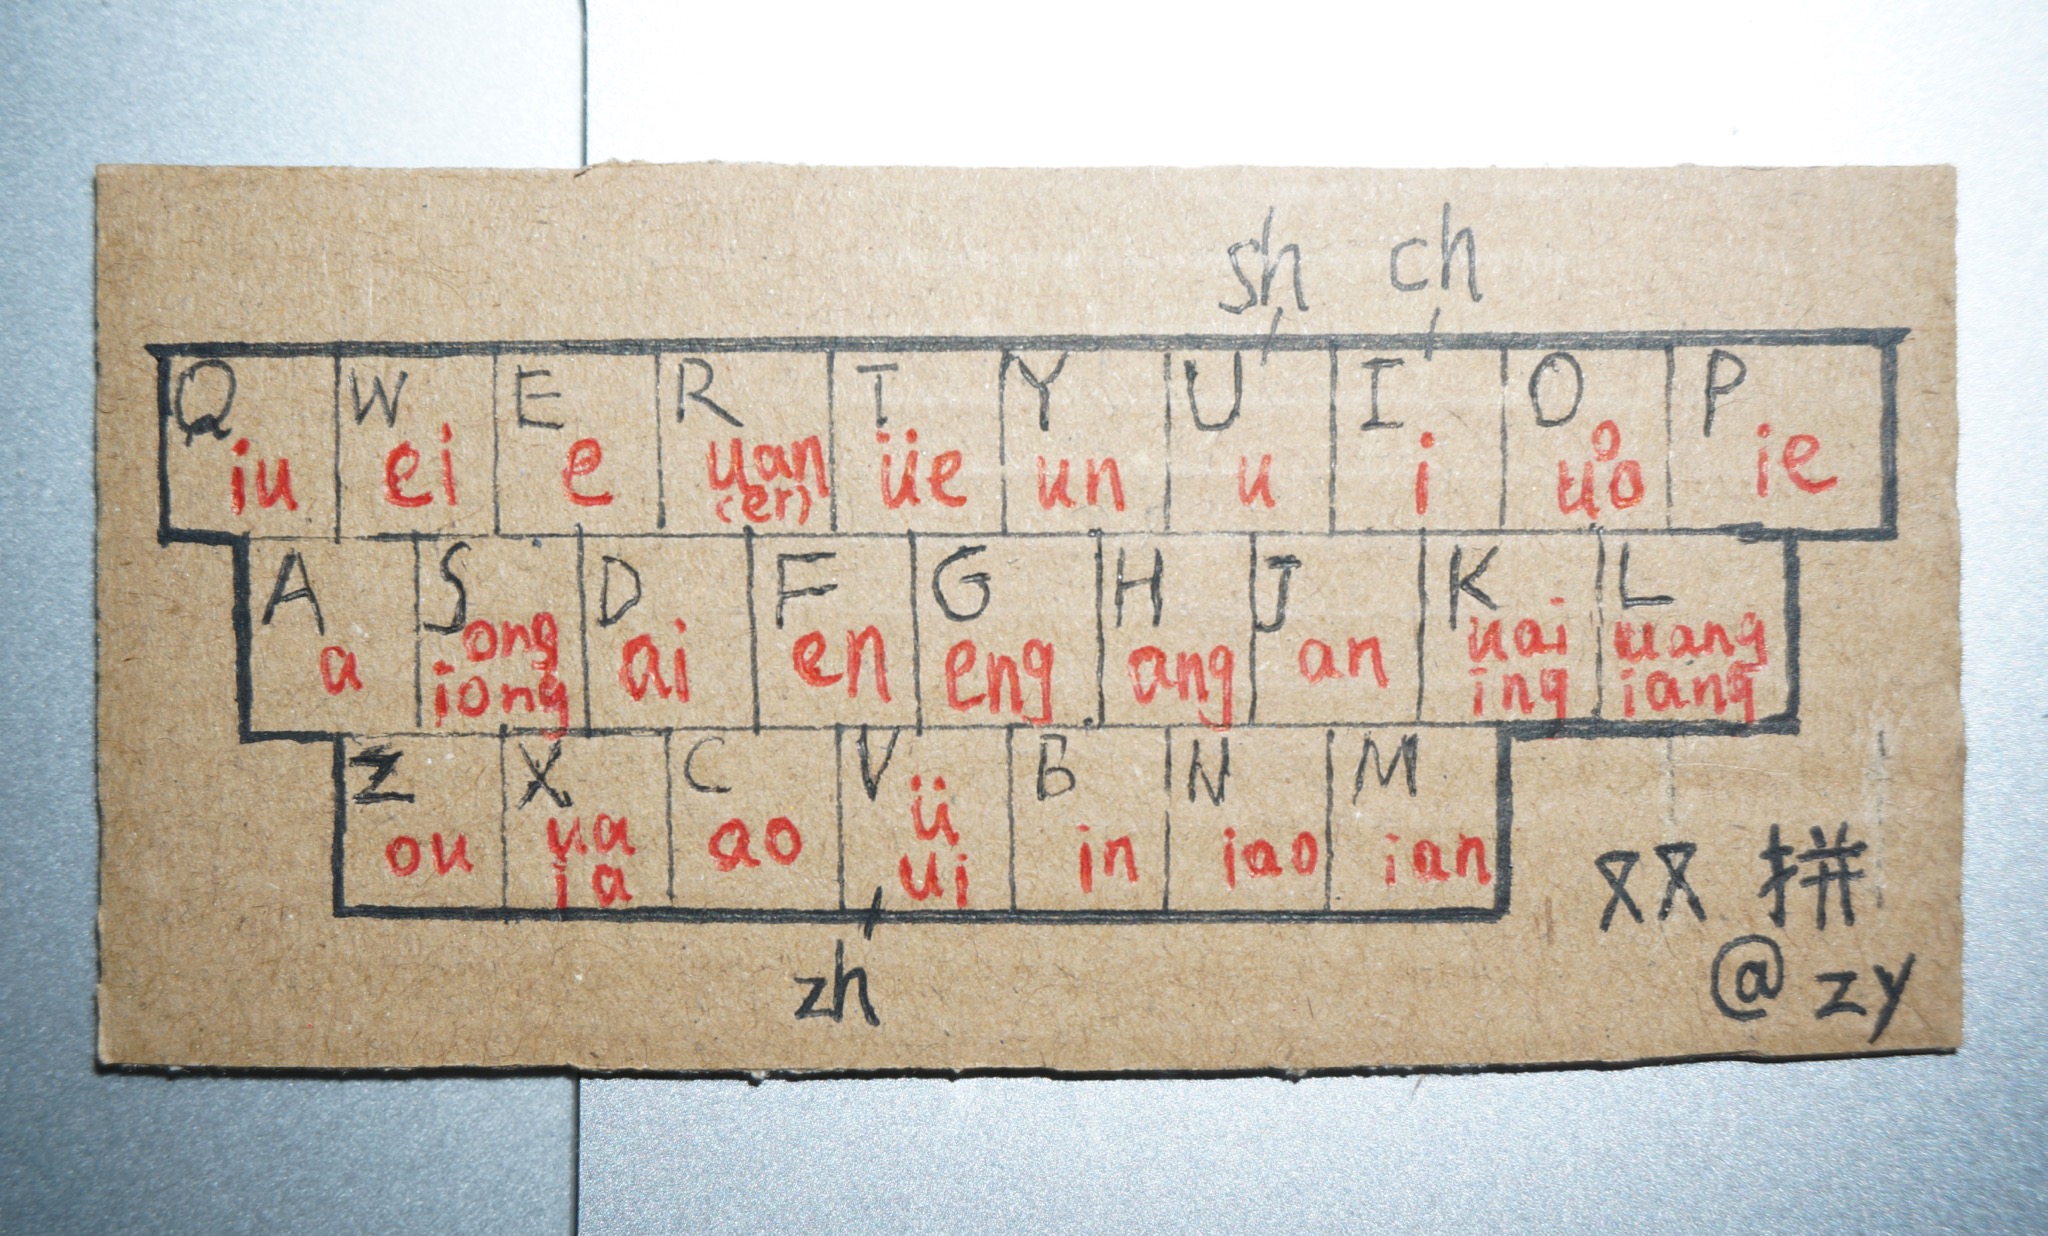 sh ch
Q W E R T Y U I O P
iu ei e uan (er) üe un u i o uo ie
A S D F G H J K L
a ong iong ai en eng ang an uai ing uang iang
Z X C V B N M
ou ua ia ao ü ui in iao ian
zh
双拼
@zy